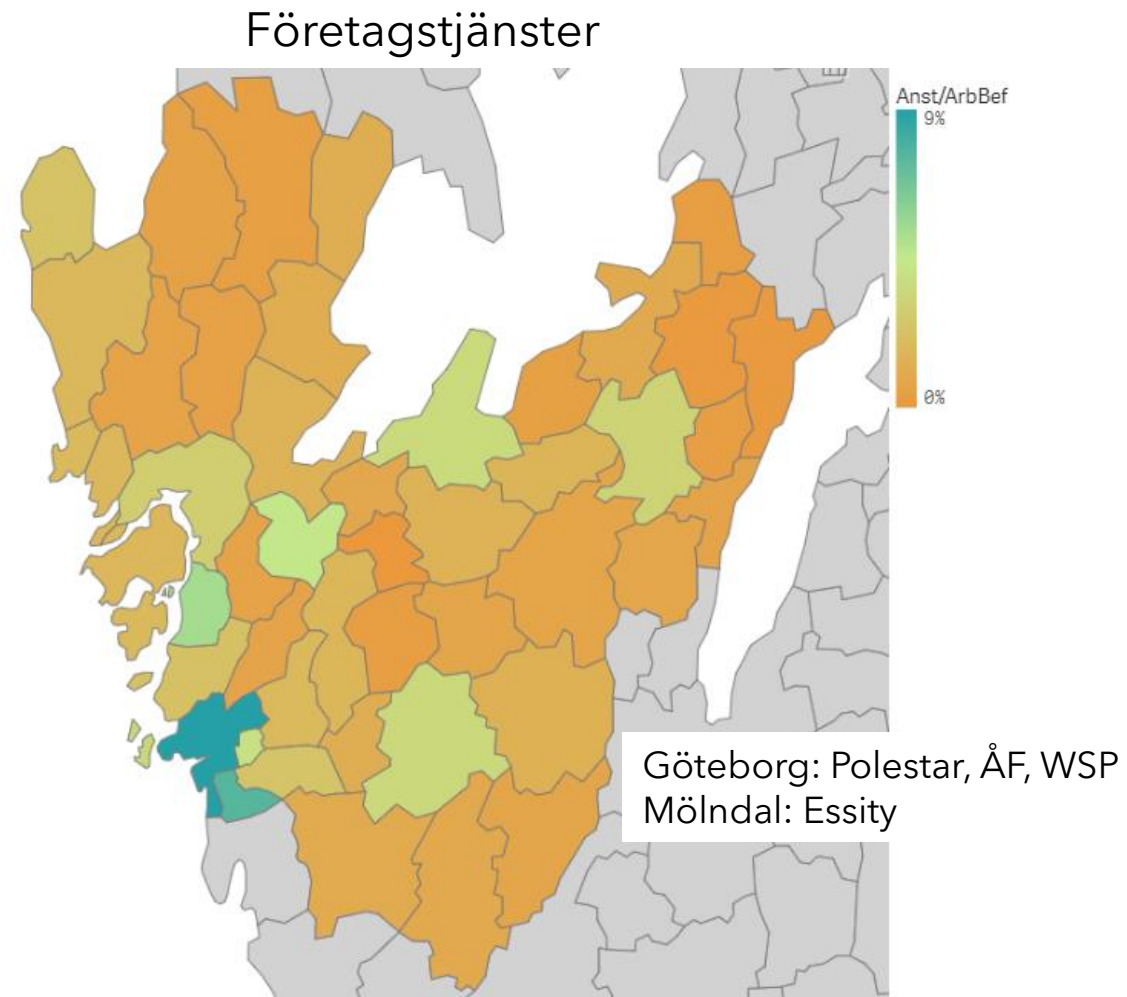 Företagstjänster
Anst/ArbBef
9%
0%
Göteborg: Polestar, ÅF, WSP
Mölndal: Essity